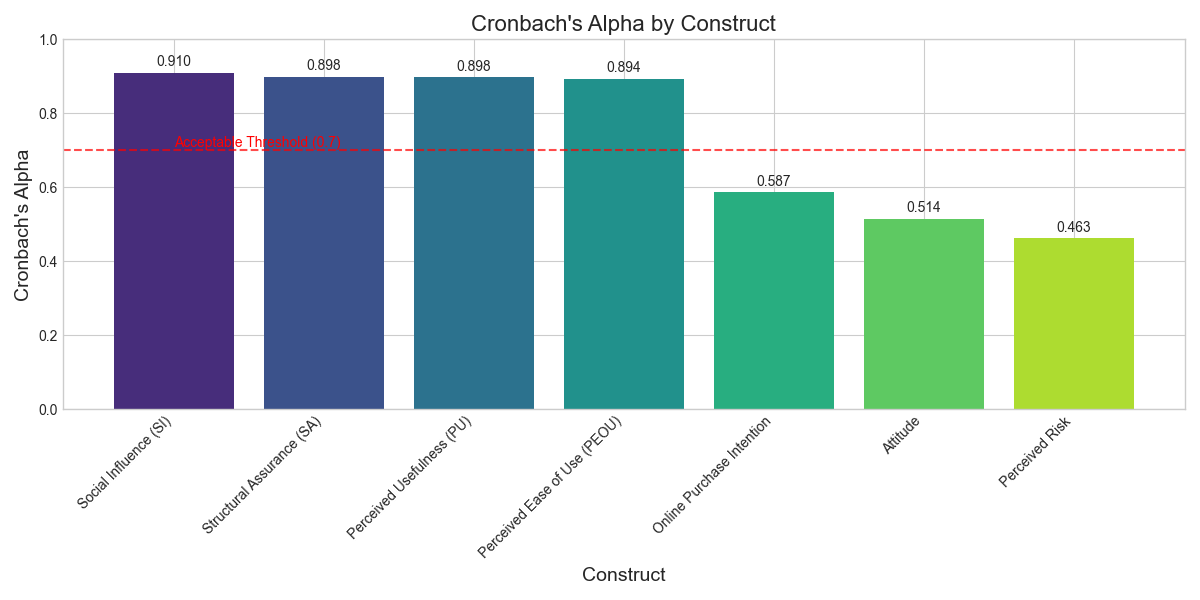 Cronbach's Alpha by Construct
Cronbach's Alpha
1.0
0.8
0.6
0.4
0.2
0.0
0.910
0.898
0.898
0.894
0.587
0.514
0.463
Acceptable Threshold (0.7)
Social Influence (SI)
Structural Assurance (SA)
Perceived Usefulness (PU)
Perceived Ease of Use (PEOU)
Online Purchase Intention
Attitude
Perceived Risk
Construct